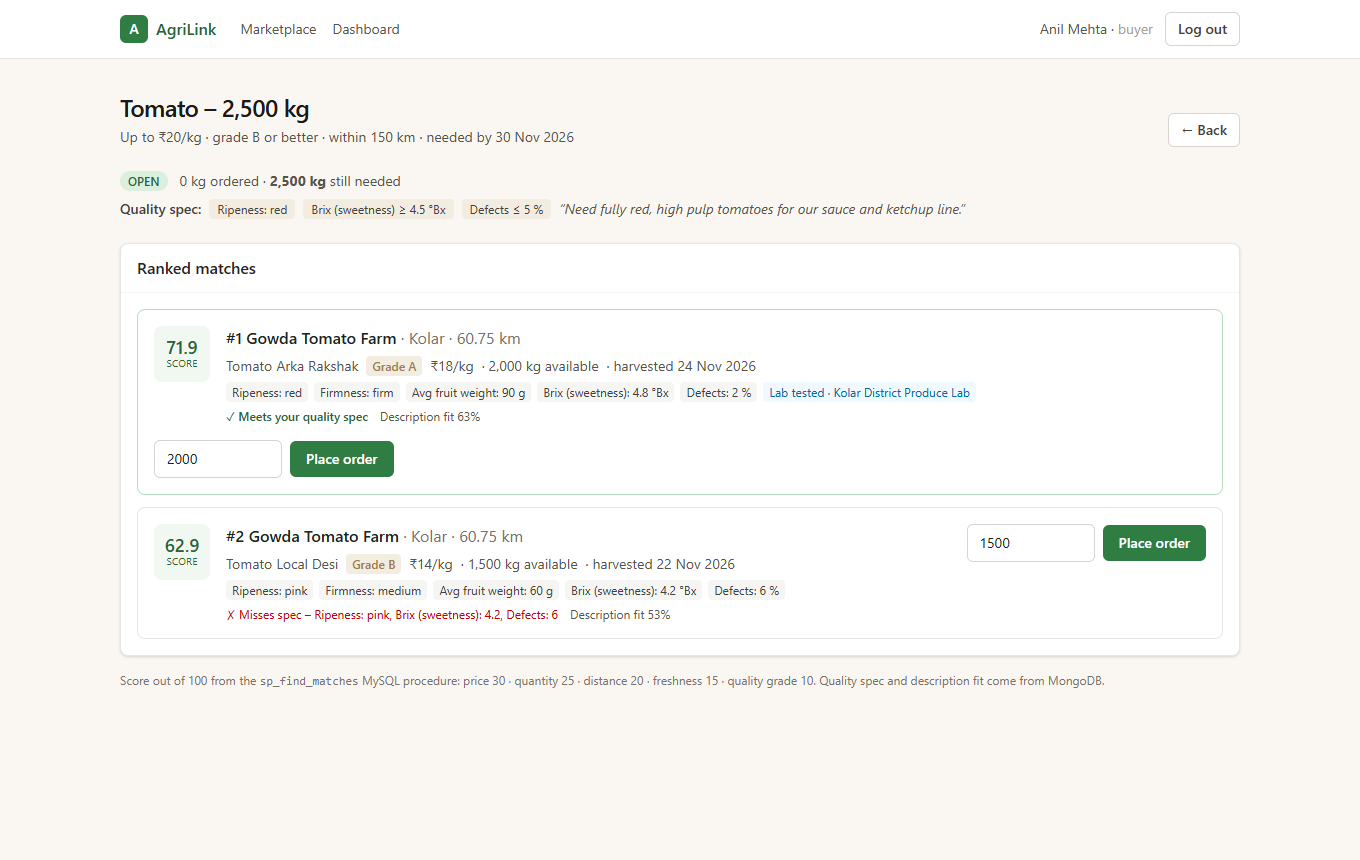 A AgriLink Marketplace Dashboard Anil Mehta · buyer Log out
Tomato – 2,500 kg
Up to ₹20/kg · grade B or better · within 150 km · needed by 30 Nov 2026
← Back
OPEN 0 kg ordered · 2,500 kg still needed
Quality spec: Ripeness: red Brix (sweetness) ≥ 4.5 °Bx Defects ≤ 5 % “Need fully red, high pulp tomatoes for our sauce and ketchup line.”
Ranked matches
71.9
SCORE
#1 Gowda Tomato Farm · Kolar · 60.75 km
Tomato Arka Rakshak Grade A ₹18/kg · 2,000 kg available · harvested 24 Nov 2026
Ripeness: red Firmness: firm Avg fruit weight: 90 g Brix (sweetness): 4.8 °Bx Defects: 2 % Lab tested · Kolar District Produce Lab
✓ Meets your quality spec Description fit 63%
2000 Place order
62.9
SCORE
#2 Gowda Tomato Farm · Kolar · 60.75 km
Tomato Local Desi Grade B ₹14/kg · 1,500 kg available · harvested 22 Nov 2026
Ripeness: pink Firmness: medium Avg fruit weight: 60 g Brix (sweetness): 4.2 °Bx Defects: 6 %
✗ Misses spec – Ripeness: pink, Brix (sweetness): 4.2, Defects: 6 Description fit 53%
1500 Place order
Score out of 100 from the sp_find_matches MySQL procedure: price 30 · quantity 25 · distance 20 · freshness 15 · quality grade 10. Quality spec and description fit come from MongoDB.